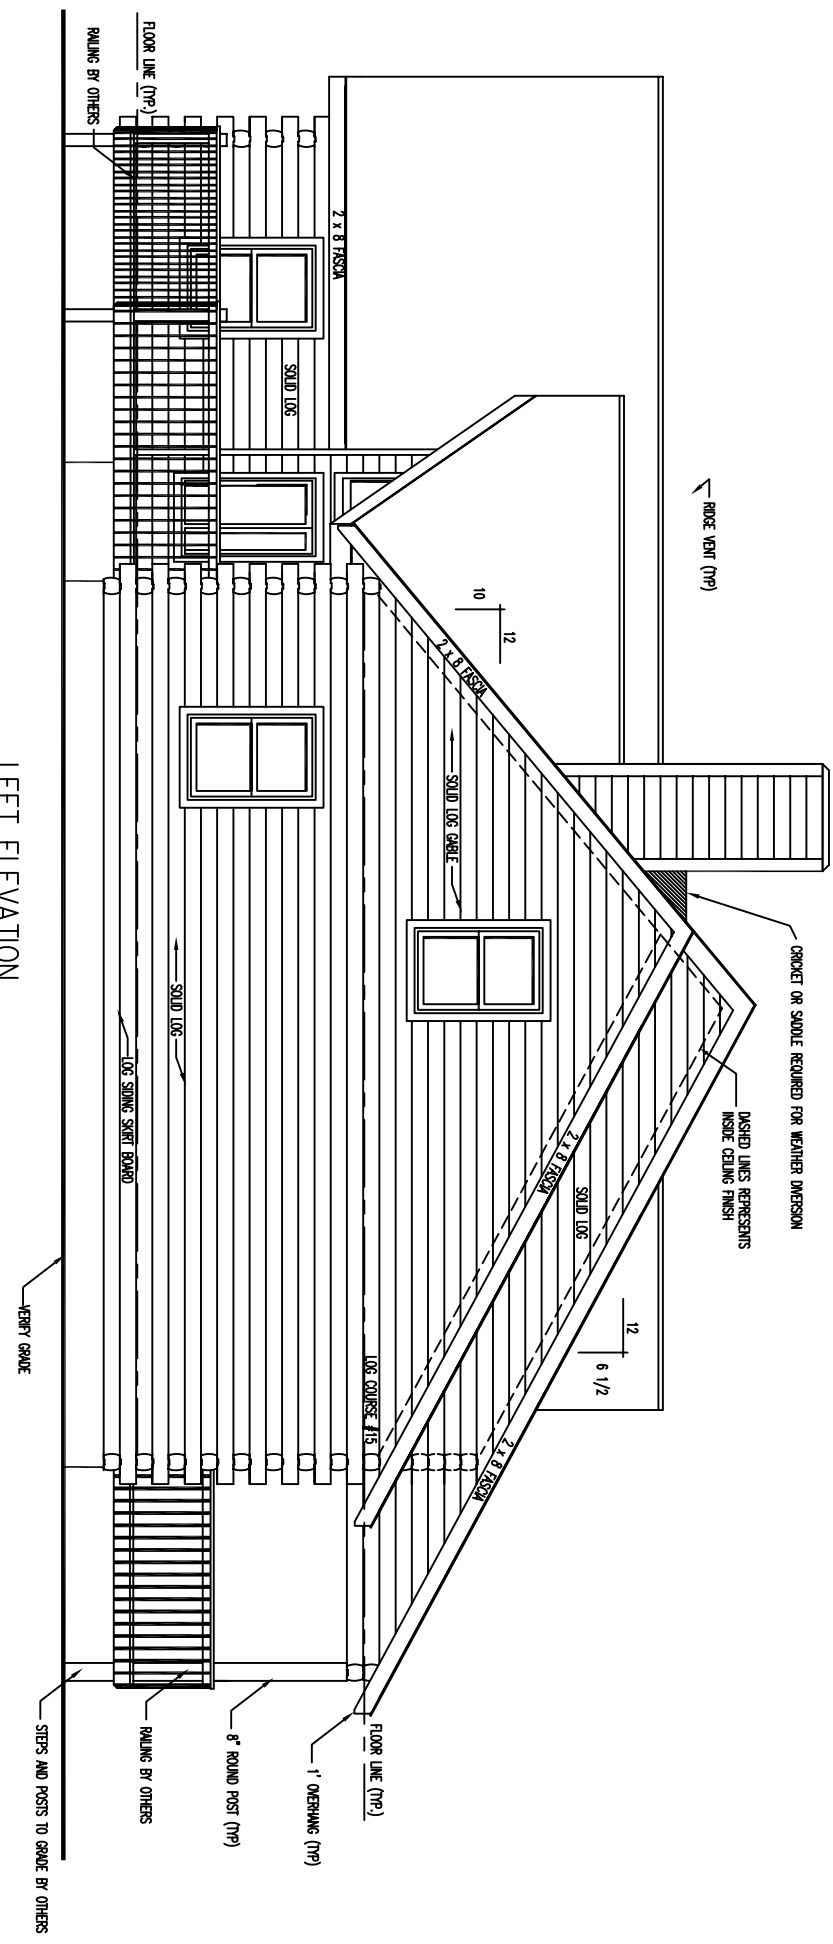 RIDGE VENT (TYP)
CRICKET OR SADDLE REQUIRED FOR WEATHER DIVERSION
DASHED LINES REPRESENTS
INSIDE CEILING FINISH
12
10
12
6 1/2
2 x 8 FASCIA
2 x 8 FASCIA
2 x 8 FASCIA
2 x 8 FASCIA
SOLID LOG
SOLID LOG GABLE
LOG COURSE #15
FLOOR LINE (TYP.)
1' OVERHANG (TYP)
SOLID LOG
SOLID LOG
8" ROUND POST (TYP)
FLOOR LINE (TYP.)
RAILING BY OTHERS
LOG SIDING SKIRT BOARD
RAILING BY OTHERS
VERIFY GRADE
STEPS AND POSTS TO GRADE BY OTHERS
LEFT ELEVATION